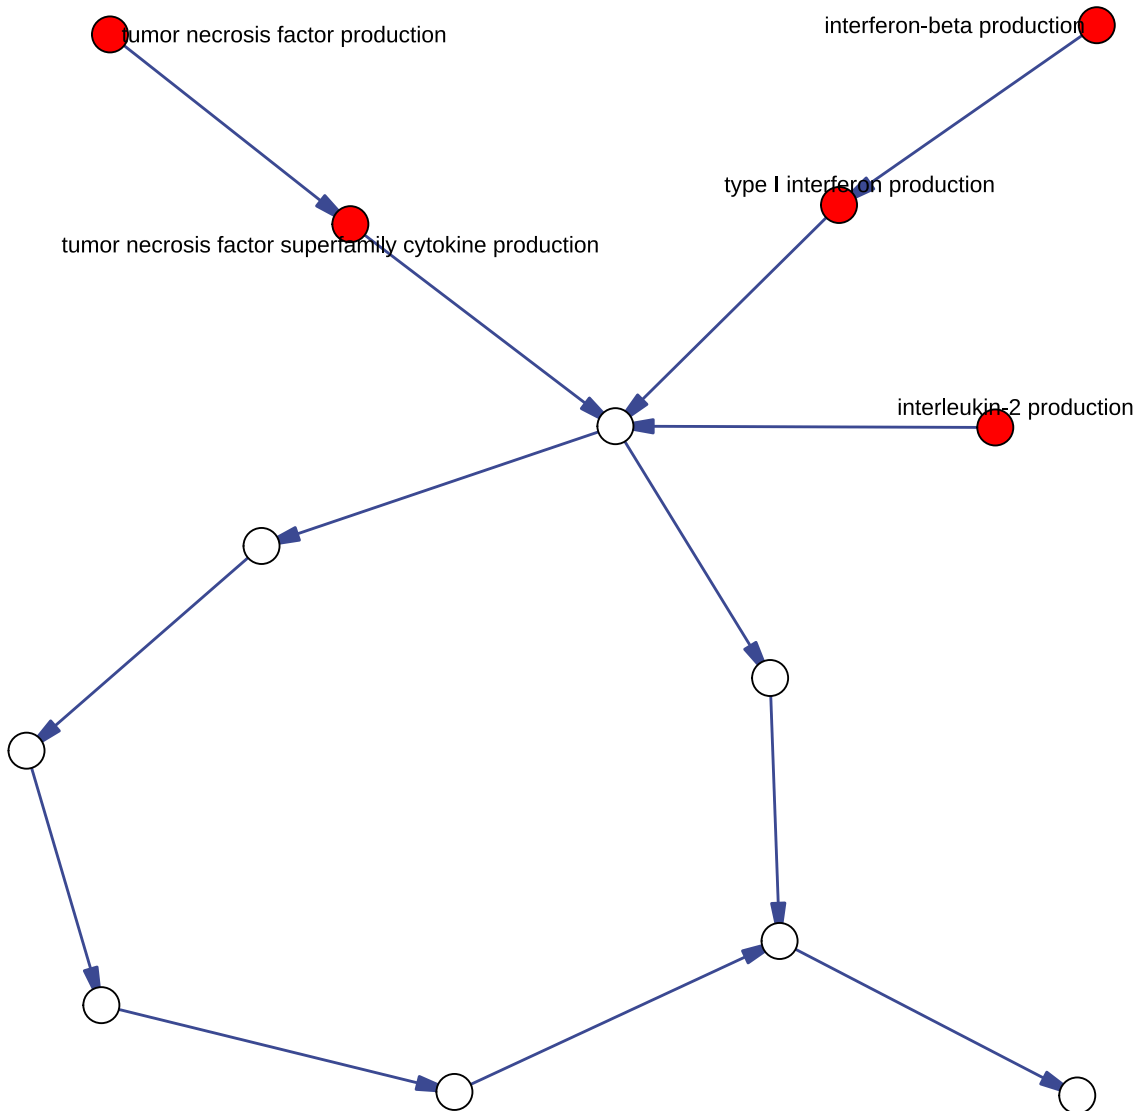 tumor necrosis factor production
interferon-beta production
type I interferon production
tumor necrosis factor superfamily cytokine production
interleukin-2 production